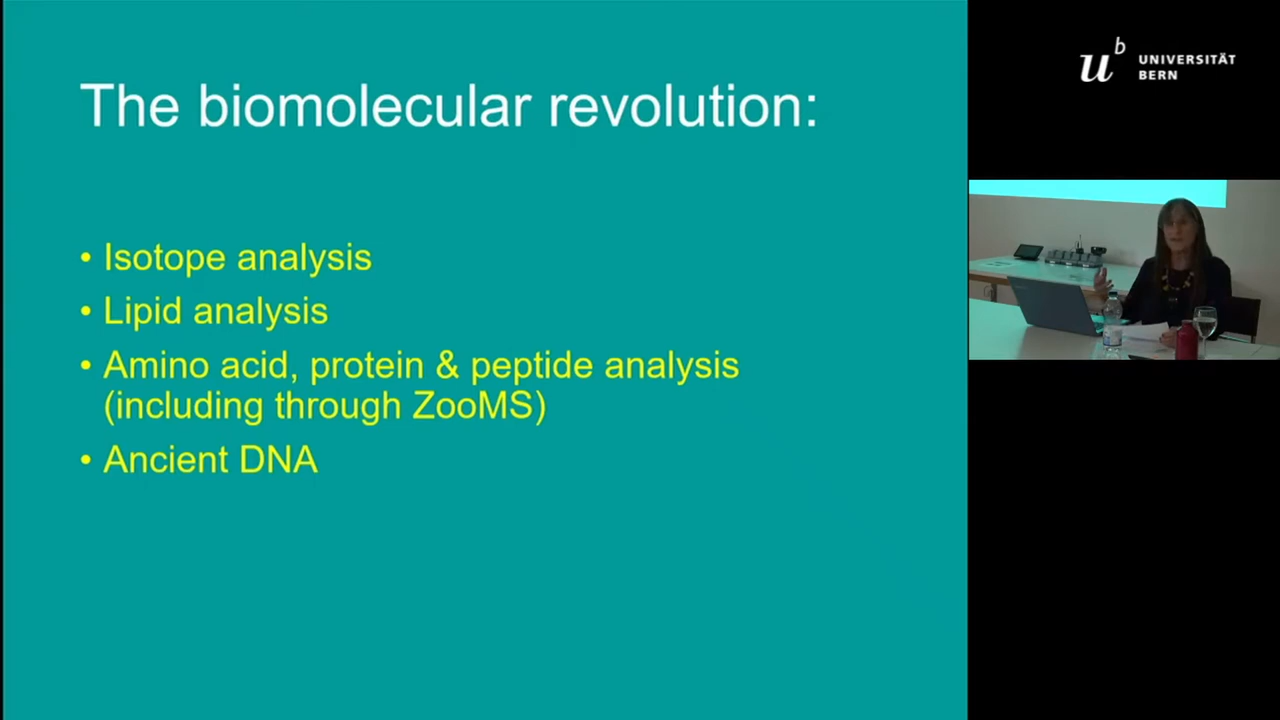 The biomolecular revolution:
• Isotope analysis
• Lipid analysis
• Amino acid, protein & peptide analysis
(including through ZooMS)
• Ancient DNA
u b UNIVERSITÄT
BERN